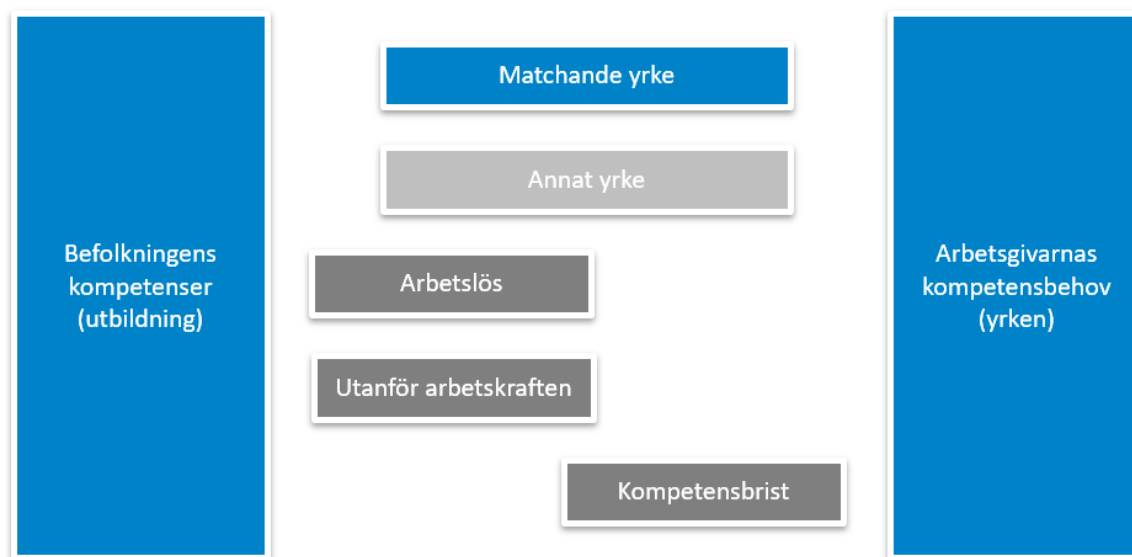 Befolkningens
kompetenser
(utbildning)
Matchande yrke
Annat yrke
Arbetslös
Utanför arbetskraften
Kompetensbrist
Arbetsgivarnas
kompetensbehov
(yrken)